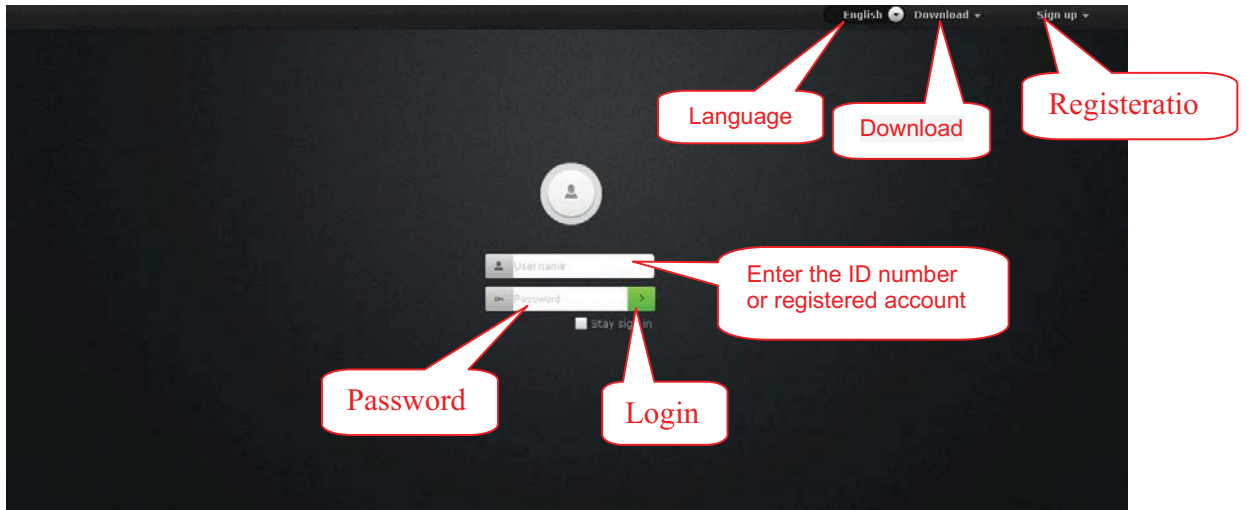 English Download Sign up
Language
Download
Registeratio
User name
Enter the ID number
or registered account
Password
Stay sign in
Password
Login